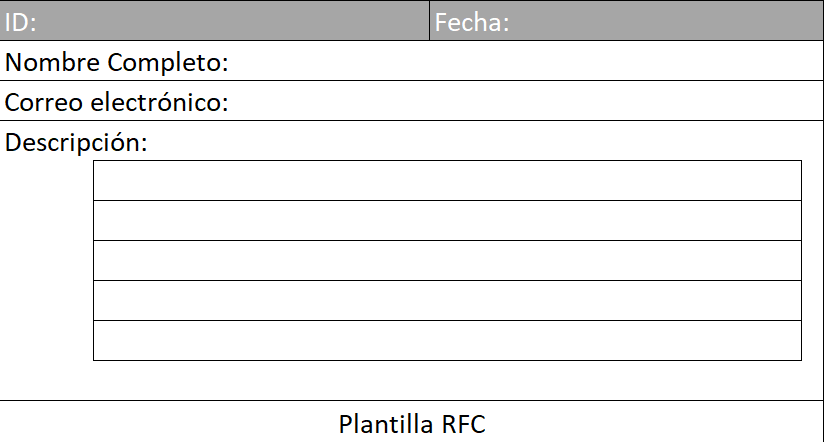 ID: Fecha:
Nombre Completo:
Correo electrónico:
Descripción:
Plantilla RFC